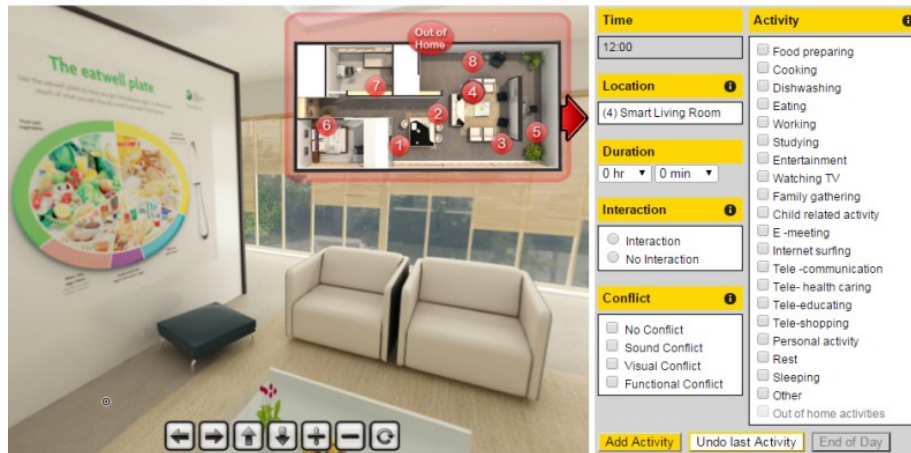 The eatwell plate
Out of
Home
8
7
4
2
6
1
3
5
Time
12:00
Location
(4) Smart Living Room
Duration
0 hr
0 min
Interaction
Interaction
No Interaction
Conflict
No Conflict
Sound Conflict
Visual Conflict
Functional Conflict
Activity
Food preparing
Cooking
Dishwashing
Eating
Working
Studying
Entertainment
Watching TV
Family gathering
Child related activity
E -meeting
Internet surfing
Tele -communication
Tele- health caring
Tele-educating
Tele-shopping
Personal activity
Rest
Sleeping
Other
Out of home activities
Add Activity
Undo last Activity
End of Day